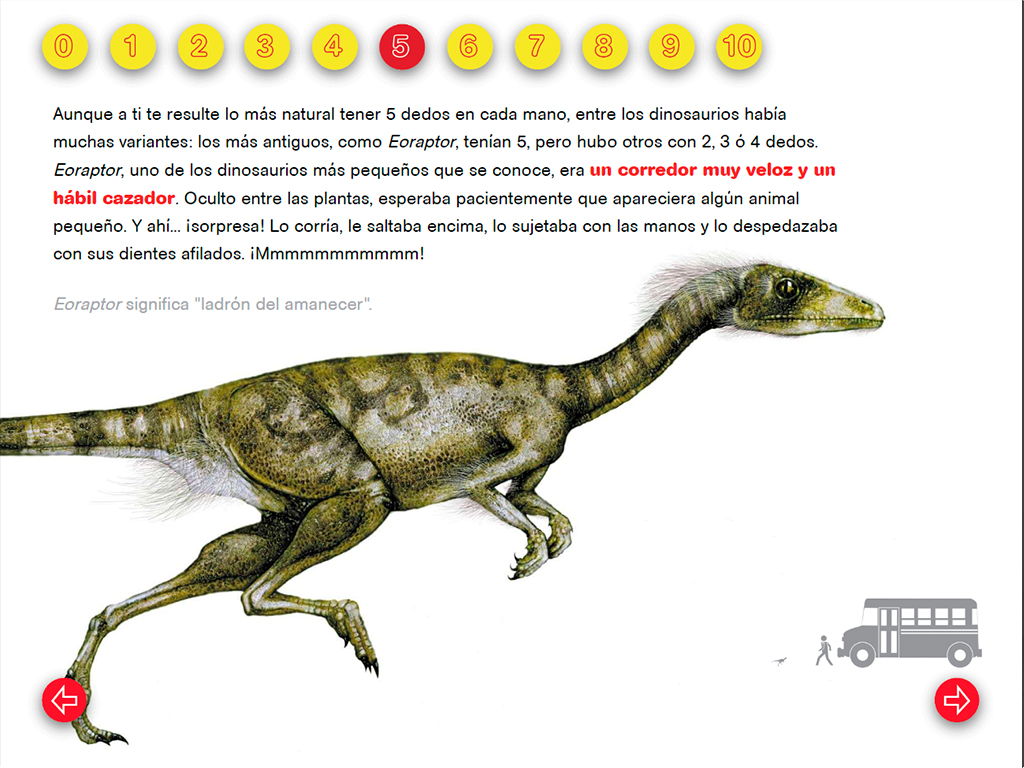 0 1 2 3 4 5 6 7 8 9 10
Aunque a ti te resulte lo más natural tener 5 dedos en cada mano, entre los dinosaurios había
muchas variantes: los más antiguos, como Eoraptor, tenían 5, pero hubo otros con 2, 3 ó 4 dedos.
Eoraptor, uno de los dinosaurios más pequeños que se conoce, era un corredor muy veloz y un
hábil cazador. Oculto entre las plantas, esperaba pacientemente que apareciera algún animal
pequeño. Y ahí... ¡sorpresa! Lo corría, le saltaba encima, lo sujetaba con las manos y lo despedazaba
con sus dientes afilados. ¡Mmmmmmmmmmm!
Eoraptor significa "ladrón del amanecer".